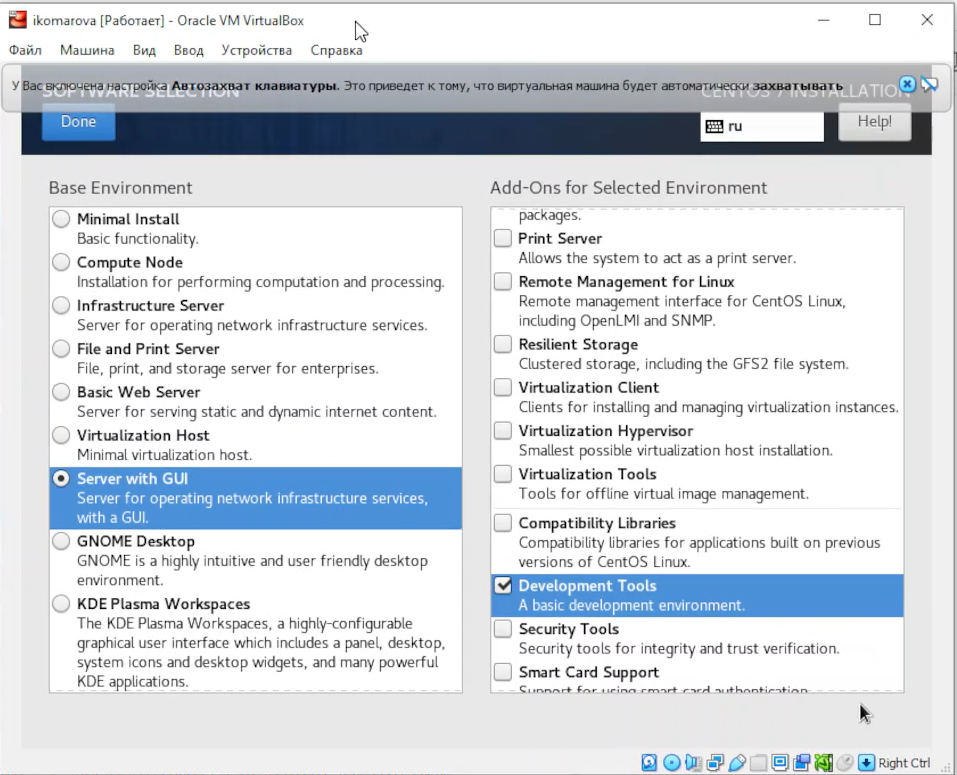 ikomarova [Работает] - Oracle VM VirtualBox
Файл Машина Вид Ввод Устройства Справка
У Вас включена настройка Автозахват клавиатуры. Это приведет к тому, что виртуальная машина будет автоматически захватывать
SOFTWARE SELECTION
CENTOS 7 INSTALLATION
Done
ru
Help!
Base Environment
Minimal Install
Basic functionality.
Compute Node
Installation for performing computation and processing.
Infrastructure Server
Server for operating network infrastructure services.
File and Print Server
File, print, and storage server for enterprises.
Basic Web Server
Server for serving static and dynamic internet content.
Virtualization Host
Minimal virtualization host.
Server with GUI
Server for operating network infrastructure services,
with a GUI.
GNOME Desktop
GNOME is a highly intuitive and user friendly desktop
environment.
KDE Plasma Workspaces
The KDE Plasma Workspaces, a highly-configurable
graphical user interface which includes a panel, desktop,
system icons and desktop widgets, and many powerful
KDE applications.
Add-Ons for Selected Environment
packages.
Print Server
Allows the system to act as a print server.
Remote Management for Linux
Remote management interface for CentOS Linux,
including OpenLMI and SNMP.
Resilient Storage
Clustered storage, including the GFS2 file system.
Virtualization Client
Clients for installing and managing virtualization instances.
Virtualization Hypervisor
Smallest possible virtualization host installation.
Virtualization Tools
Tools for offline virtual image management.
Compatibility Libraries
Compatibility libraries for applications built on previous
versions of CentOS Linux.
Development Tools
A basic development environment.
Security Tools
Security tools for integrity and trust verification.
Smart Card Support
Support for using smart card authentication.
Right Ctrl